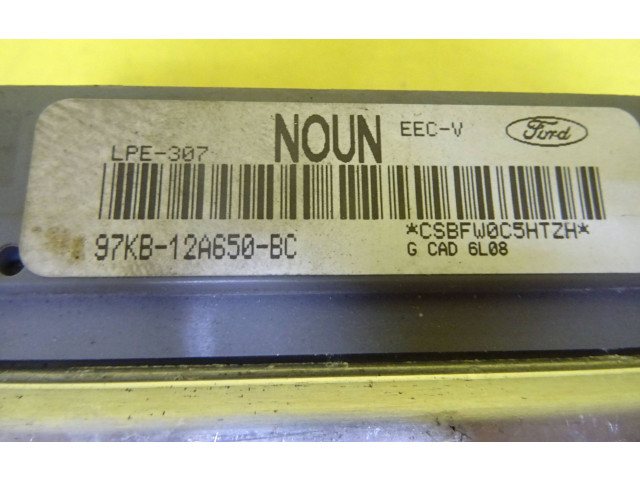 LPE-307 NOUN EEC-V Ford
97KB-12A650-BC *CSBFW0C5HTZH*
G CAD 6L08